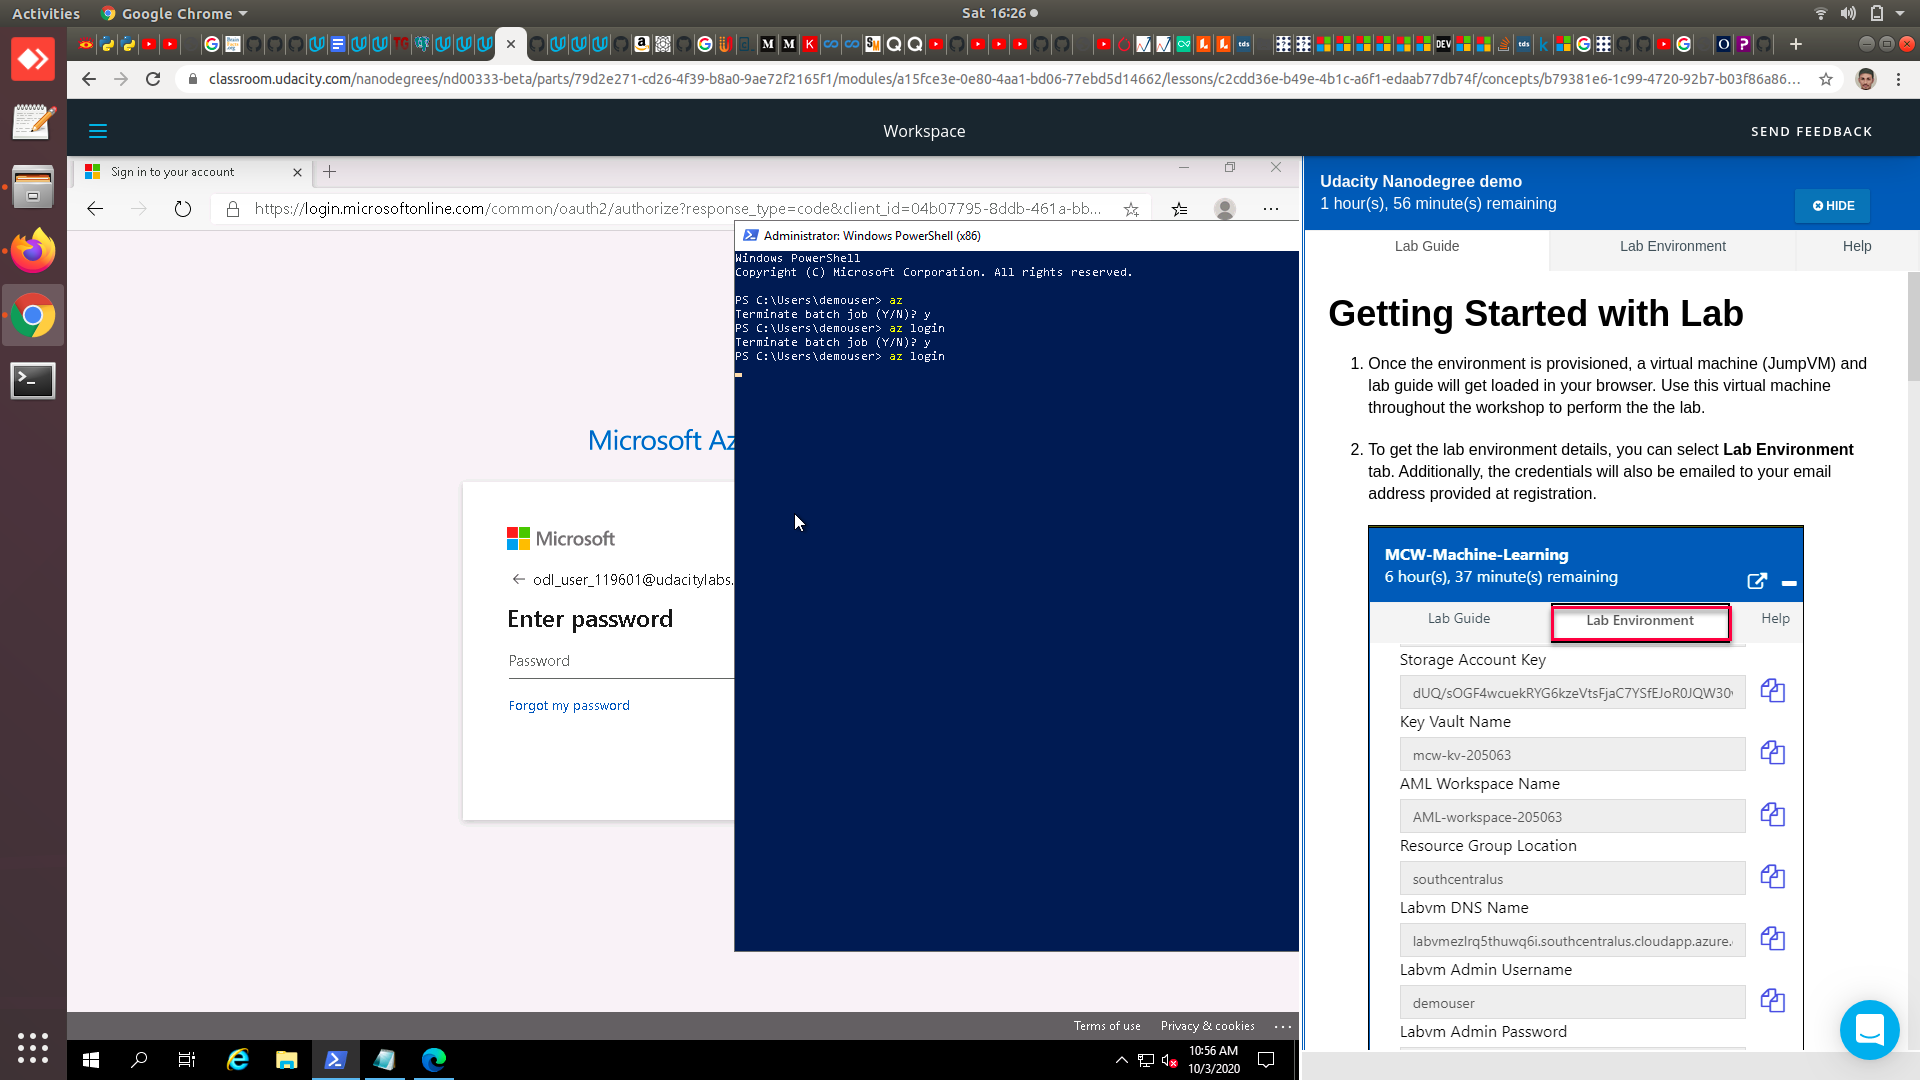 Activities
Google Chrome
Sat 16:26
classroom.udacity.com/nanodegrees/nd00333-beta/parts/79d2e271-cd26-4f39-b8a0-9ae72f2165f1/modules/a15fce3e-0e80-4aa1-bd06-77ebd5d14662/lessons/c2cdd36e-b49e-4b1c-a6f1-edaab77db74f/concepts/b79381e6-1c99-4720-92b7-b03f86a86...
Workspace
SEND FEEDBACK
Sign in to your account
https://login.microsoftonline.com/common/oauth2/authorize?response_type=code&client_id=04b07795-8ddb-461a-bb...
Administrator: Windows PowerShell (x86)
Windows PowerShell
Copyright (C) Microsoft Corporation. All rights reserved.
PS C:\Users\demouser> az
Terminate batch job (Y/N)? y
PS C:\Users\demouser> az login
Terminate batch job (Y/N)? y
PS C:\Users\demouser> az login
Microsoft Az
Microsoft
odl_user_119601@udacitylabs.
Enter password
Password
Forgot my password
Terms of use
Privacy & cookies
...
10:56 AM
10/3/2020
Udacity Nanodegree demo
1 hour(s), 56 minute(s) remaining
HIDE
Lab Guide
Lab Environment
Help
Getting Started with Lab
1. Once the environment is provisioned, a virtual machine (JumpVM) and
lab guide will get loaded in your browser. Use this virtual machine
throughout the workshop to perform the the lab.
2. To get the lab environment details, you can select Lab Environment
tab. Additionally, the credentials will also be emailed to your email
address provided at registration.
MCW-Machine-Learning
6 hour(s), 37 minute(s) remaining
Lab Guide
Lab Environment
Help
Storage Account Key
dUQ/sOGF4wcuekRYG6kzeVtsFjaC7YSfEJoR0JQW30
Key Vault Name
mcw-kv-205063
AML Workspace Name
AML-workspace-205063
Resource Group Location
southcentralus
Labvm DNS Name
labvmezlrq5thuwq6i.southcentralus.cloudapp.azure.
Labvm Admin Username
demouser
Labvm Admin Password